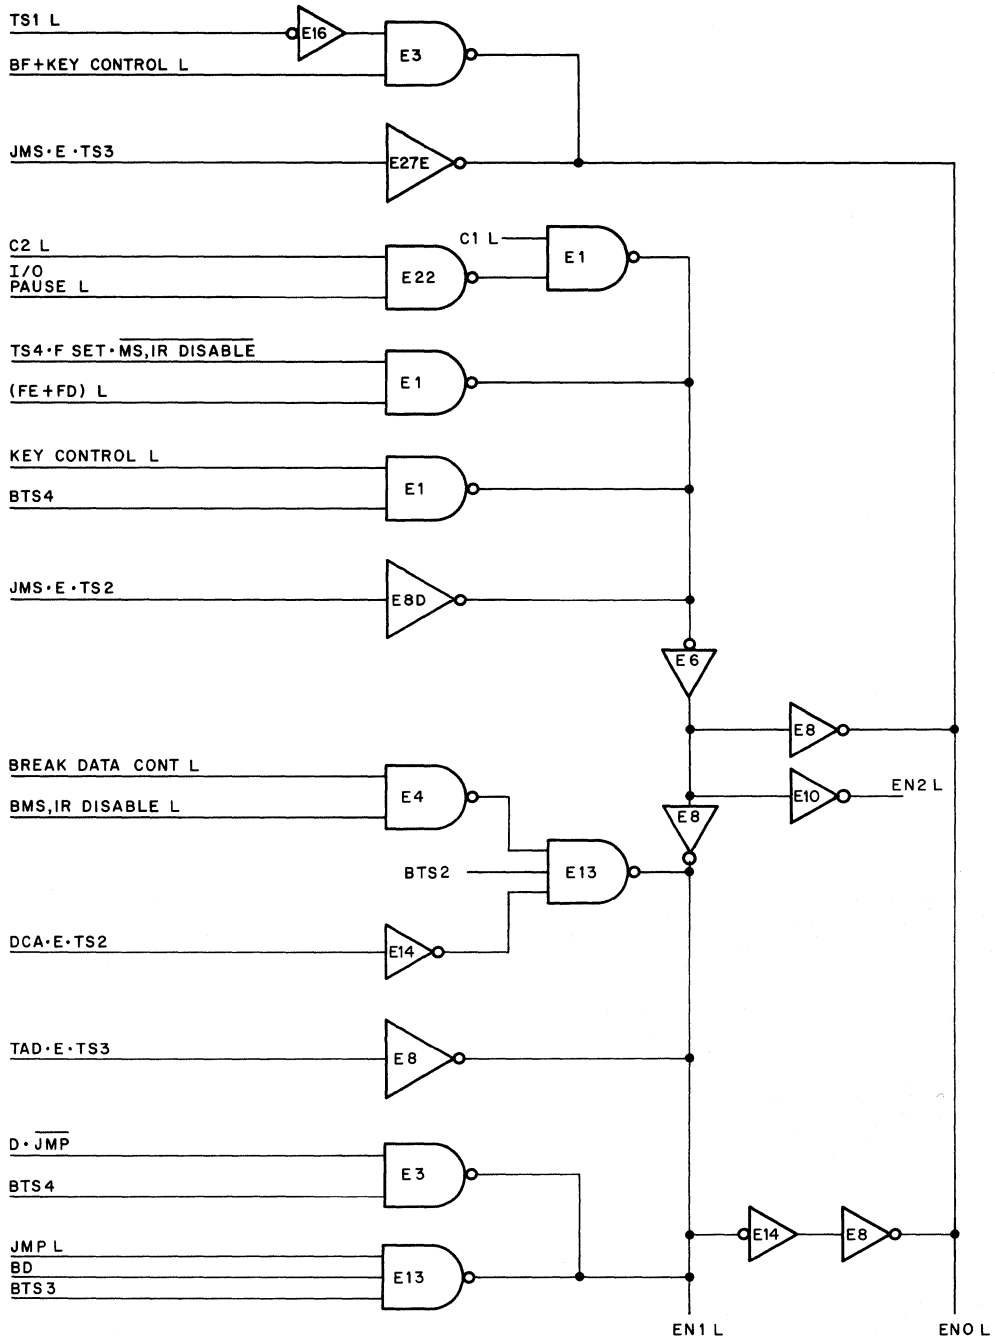 TS1 L
E16
E3
BF+KEY CONTROL L
JMS·E·TS3
E27E
C2 L
C1 L
E1
I/O
PAUSE L
E22
TS4·F SET·MS,IR DISABLE
E1
(FE+FD) L
KEY CONTROL L
E1
BTS4
JMS·E·TS2
E8D
E6
E8
BREAK DATA CONT L
E4
E10
EN2 L
BMS,IR DISABLE L
E8
BTS2
E13
DCA·E·TS2
E14
TAD·E·TS3
E8
D·JMP
E3
BTS4
E14
E8
JMP L
BD
E13
BTS3
EN1 L
EN0 L